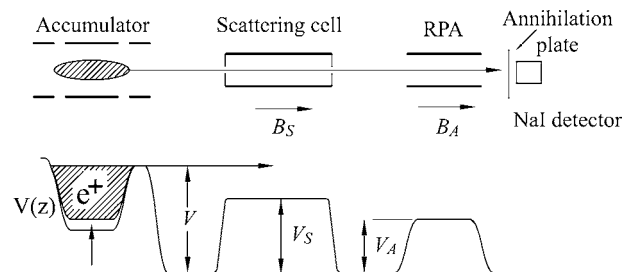 Accumulator
Scattering cell
RPA
Annihilation
plate
B_S
B_A
NaI detector
V(z)
e+
V
V_S
V_A